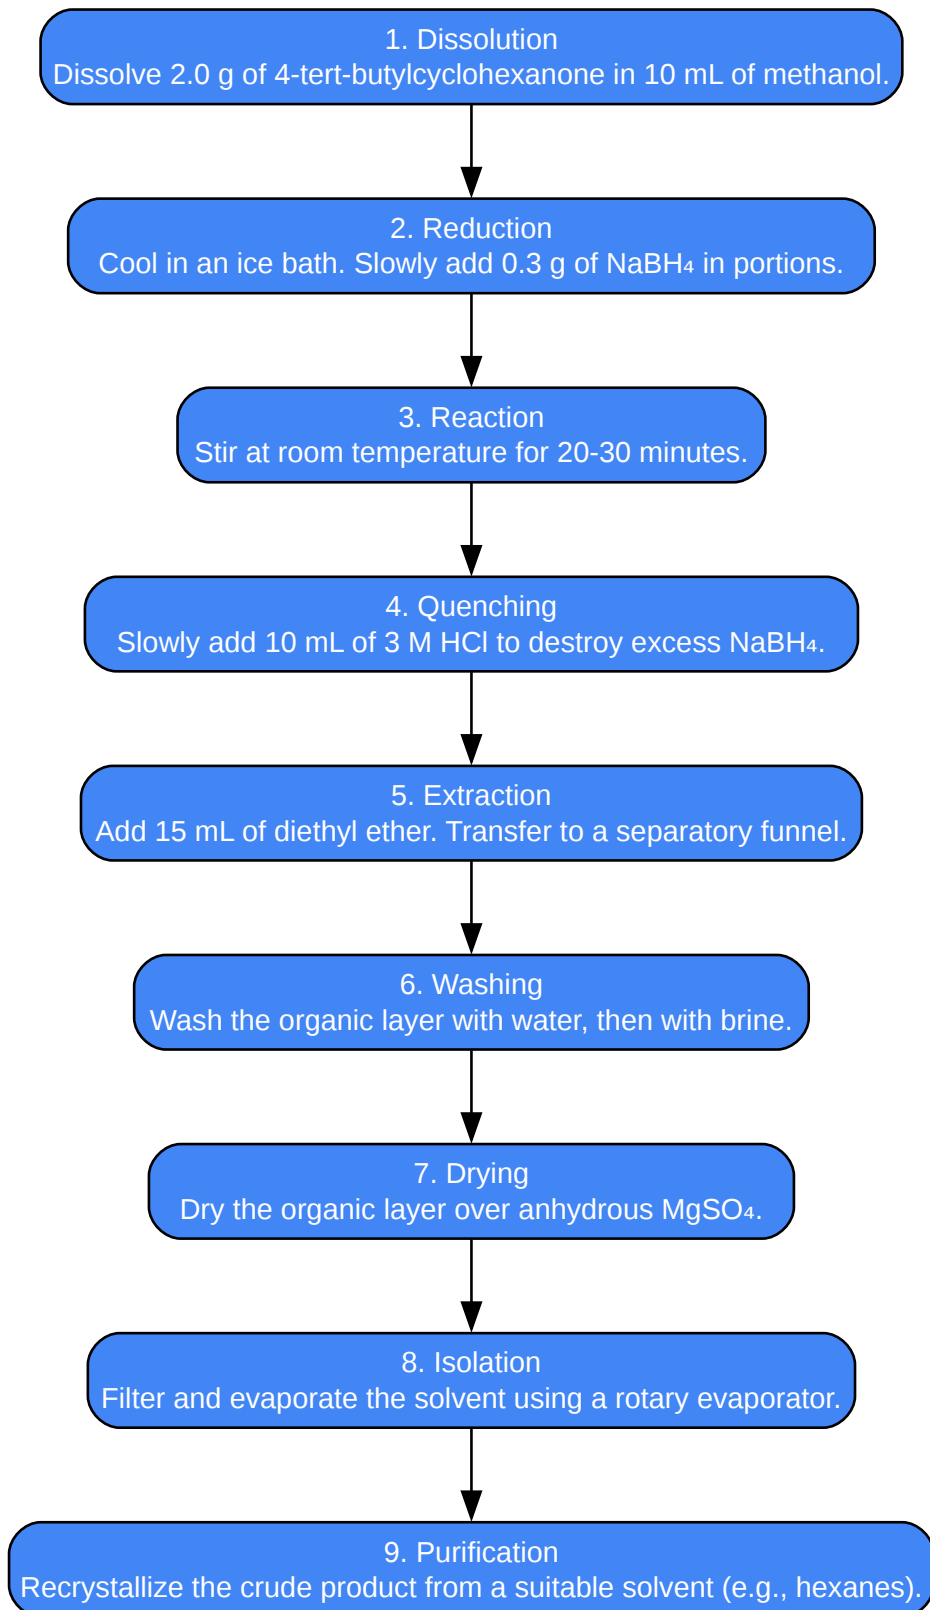 1. Dissolution
Dissolve 2.0 g of 4-tert-butylcyclohexanone in 10 mL of methanol.
2. Reduction
Cool in an ice bath. Slowly add 0.3 g of NaBH₄ in portions.
3. Reaction
Stir at room temperature for 20-30 minutes.
4. Quenching
Slowly add 10 mL of 3 M HCl to destroy excess NaBH₄.
5. Extraction
Add 15 mL of diethyl ether. Transfer to a separatory funnel.
6. Washing
Wash the organic layer with water, then with brine.
7. Drying
Dry the organic layer over anhydrous MgSO₄.
8. Isolation
Filter and evaporate the solvent using a rotary evaporator.
9. Purification
Recrystallize the crude product from a suitable solvent (e.g., hexanes).